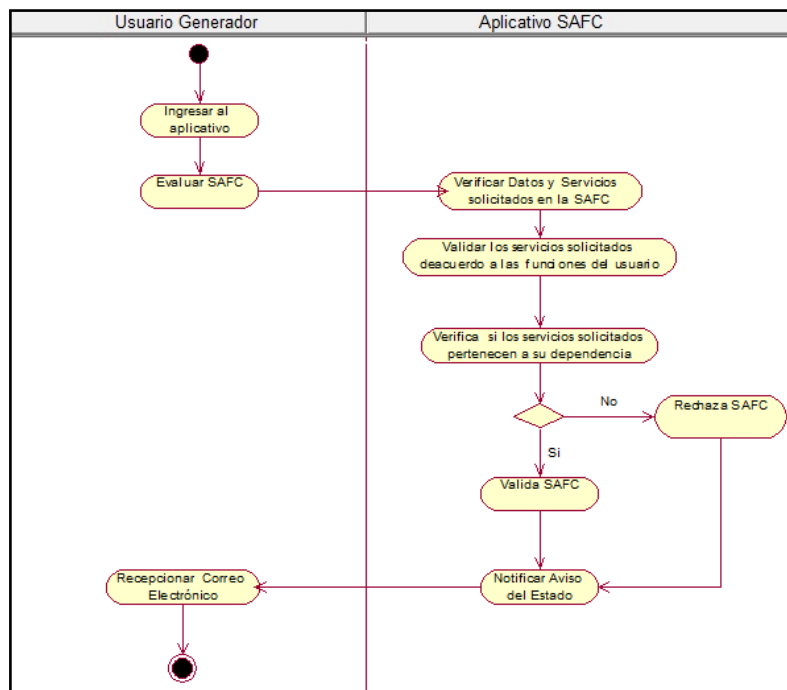 Usuario Generador
Aplicativo SAFC
Ingresar al
aplicativo
Evaluar SAFC
Verificar Datos y Servicios
solicitados en la SAFC
Validar los servicios solicitados
deacuerdo a las funciones del usuario
Verifica si los servicios solicitados
pertenecen a su dependencia
No
Rechaza SAFC
Si
Valida SAFC
Recepcionar Correo
Electrónico
Notificar Aviso
del Estado